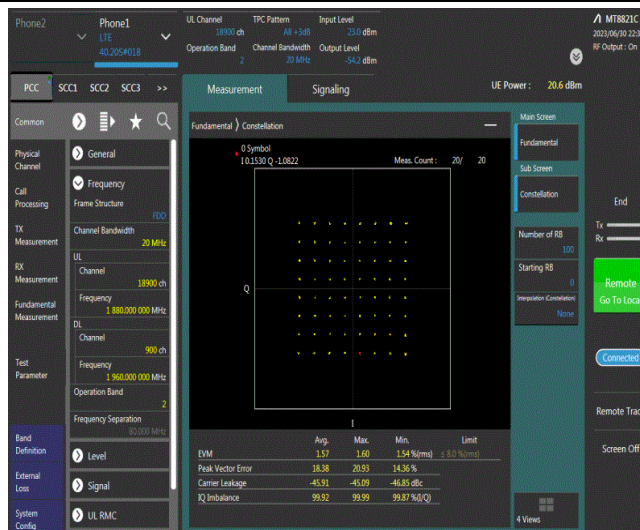 Phone2
Phone1
LTE
40.20S#018
UL Channel
18900 ch
TPC Pattern
All +3dB
Input Level
23.0 dBm
Operation Band
2
Channel Bandwidth
20 MHz
Output Level
-54.2 dBm
MT8821C
2023/06/30 22:3
RF Output : On
PCC
SCC1
SCC2
SCC3
>>
Measurement
Signaling
UE Power :
20.6 dBm
Common
Physical
Channel
Call
Processing
TX
Measurement
RX
Measurement
Fundamental
Measurement
Test
Parameter
Band
Definition
External
Loss
System
Config
General
Frequency
Frame Structure
FDD
Channel Bandwidth
20 MHz
UL
Channel
18900 ch
Frequency
1 880.000 000 MHz
DL
Channel
900 ch
Frequency
1 960.000 000 MHz
Operation Band
2
Frequency Separation
80.000 MHz
Level
Signal
UL RMC
Fundamental
Constellation
0 Symbol
I 0.1530 Q -1.0822
Meas. Count :
20/
20
Q
I
Avg.
Max.
Min.
Limit
EVM
1.57
1.60
1.54 %(rms)
≤ 8.0 %(rms)
Peak Vector Error
18.38
20.93
14.36 %
Carrier Leakage
-45.91
-45.09
-46.85 dBc
IQ Imbalance
99.92
99.99
99.87 %(I/Q)
Main Screen
Fundamental
Sub Screen
Constellation
Number of RB
100
Starting RB
0
Interpolation (Constellation)
None
4 Views
End
Tx
Rx
Remote
Go To Loca
Connected
Remote Trac
Screen Off